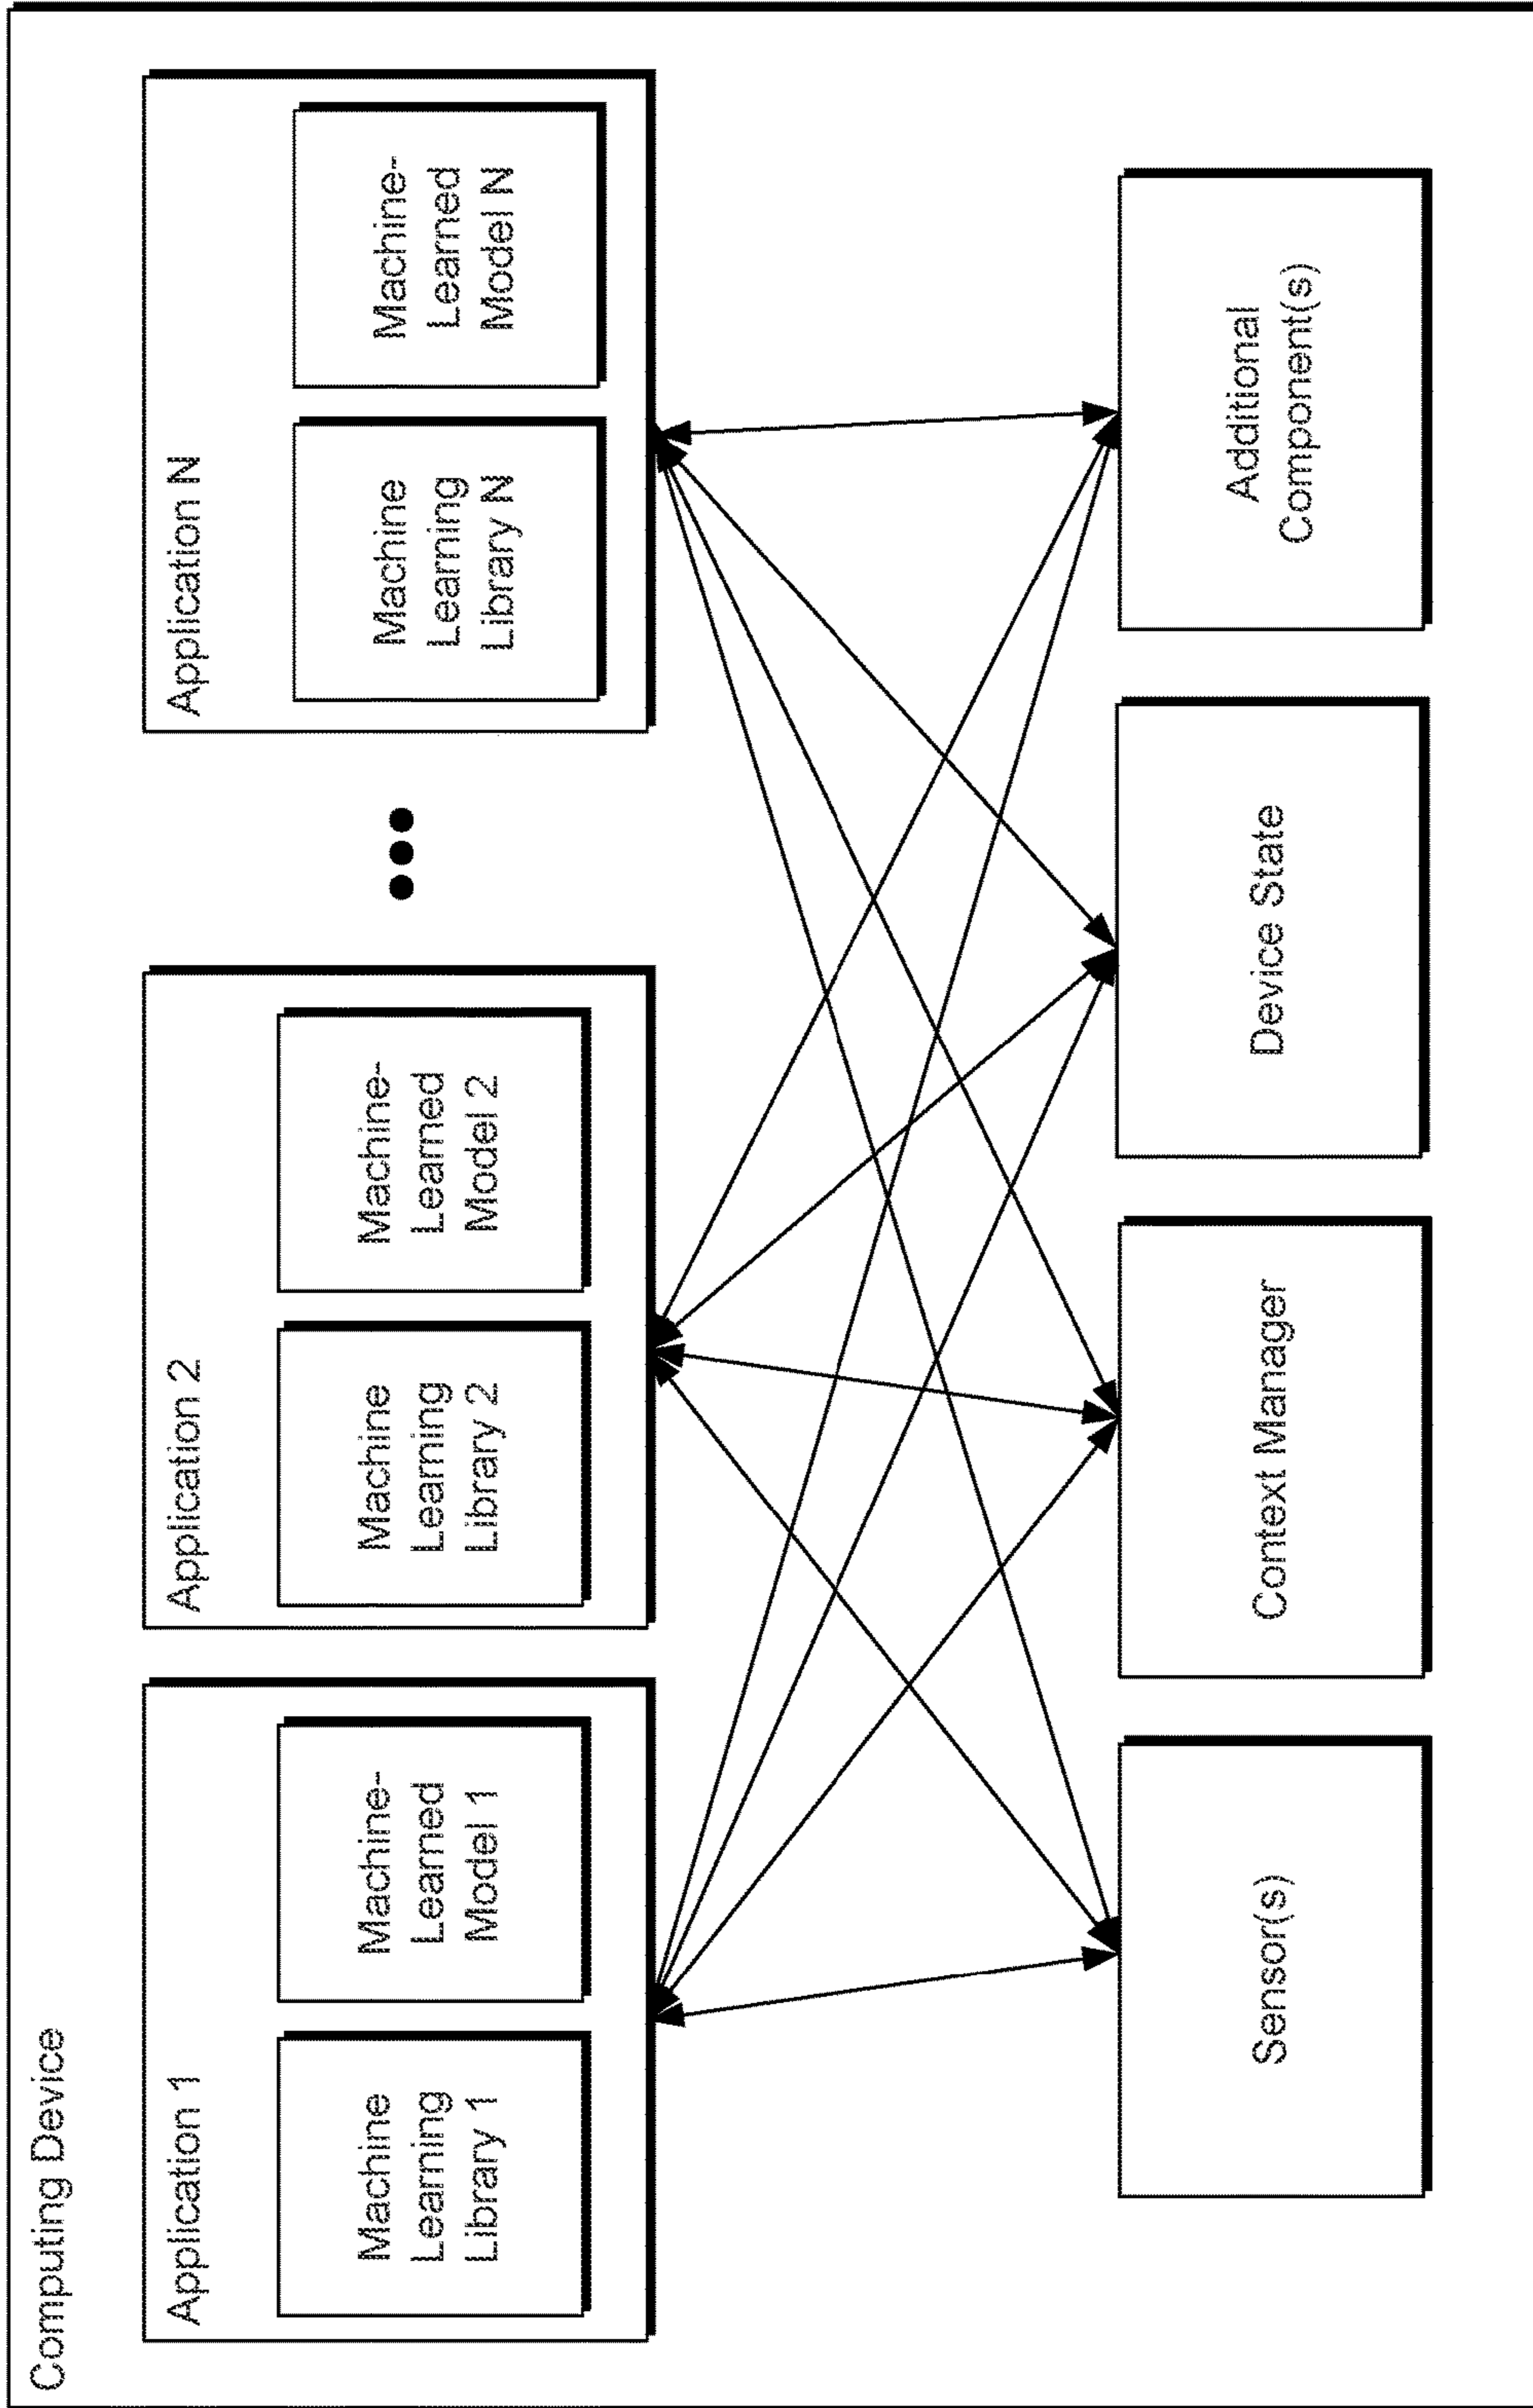 Computing Device
Application 1
Machine
Learning
Library 1
Machine-
Learned
Model 1
Application 2
Machine
Learning
Library 2
Machine-
Learned
Model 2
Application N
Machine
Learning
Library N
Machine-
Learned
Model N
Sensor(s)
Context Manager
Device State
Additional
Component(s)